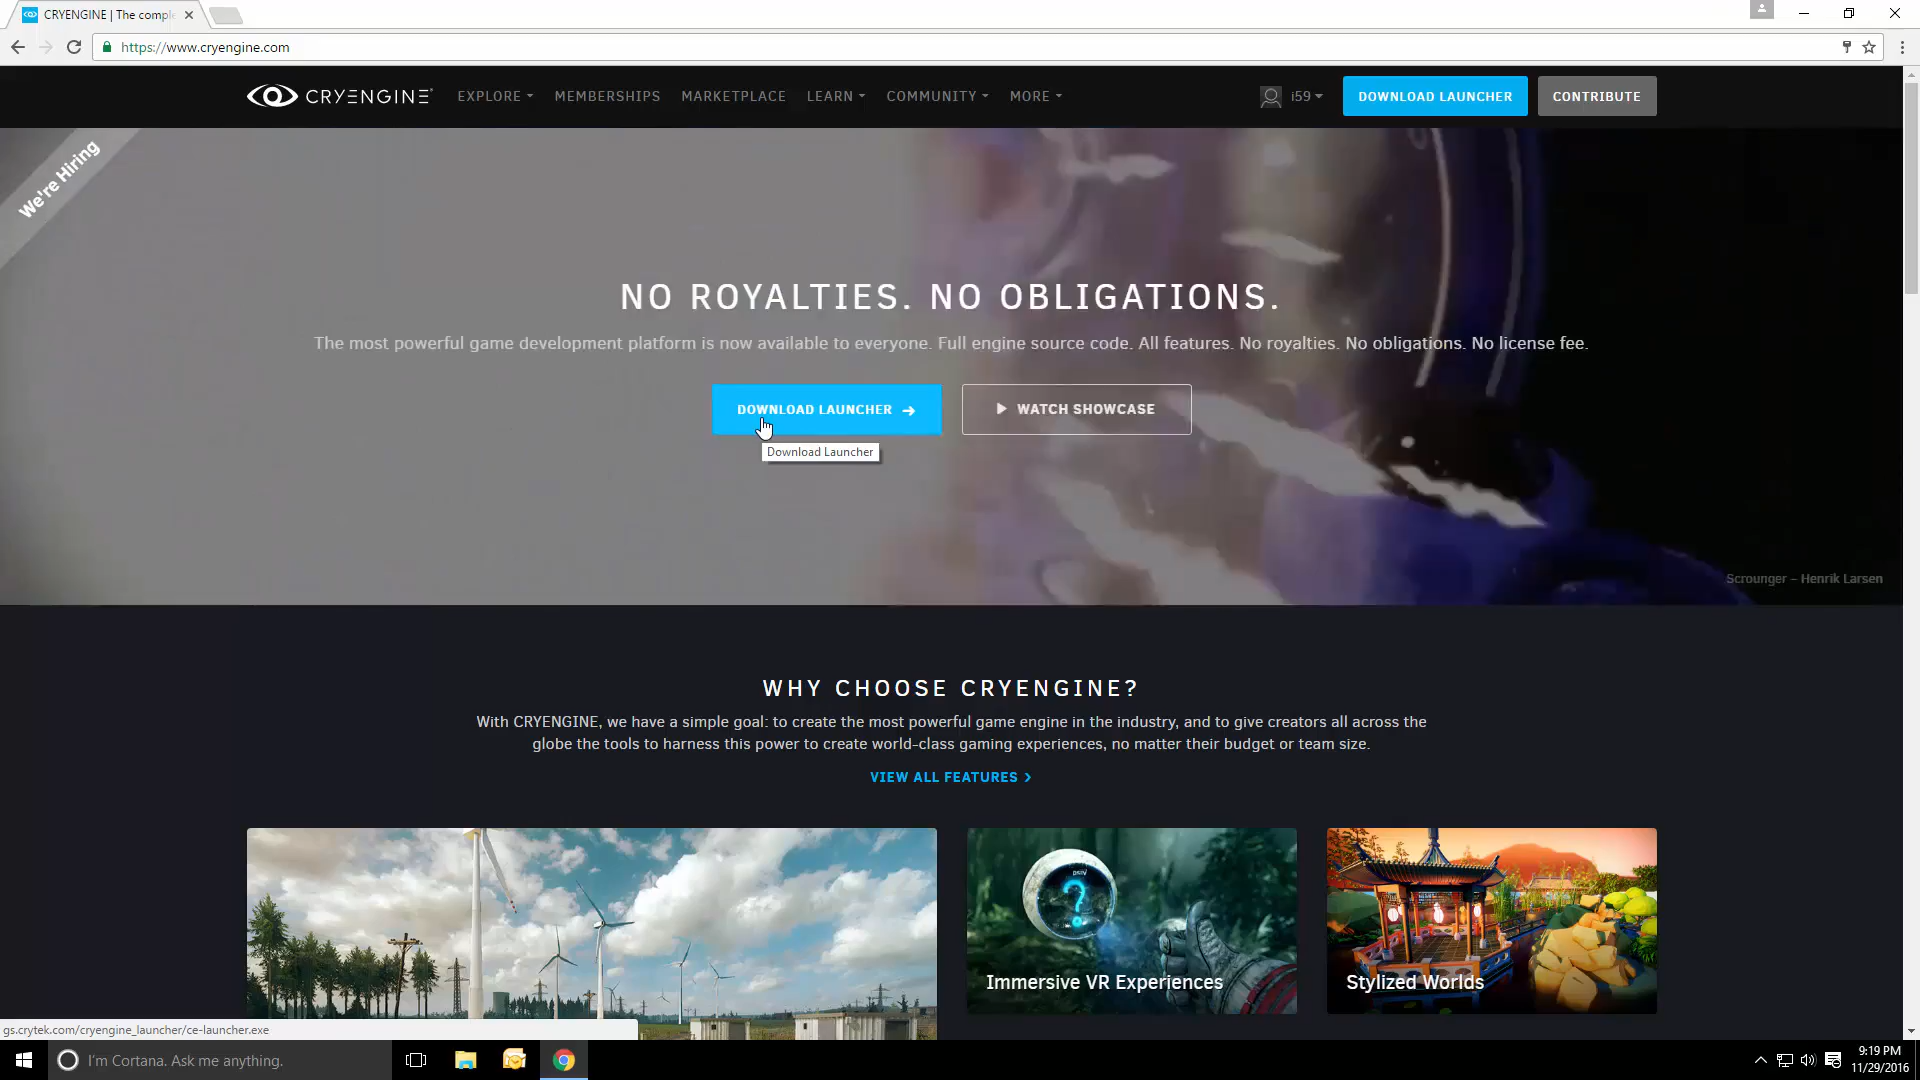 CRYENGINE | The compl
https://www.cryengine.com
CRYENGINE
EXPLORE
MEMBERSHIPS
MARKETPLACE
LEARN
COMMUNITY
MORE
i59
DOWNLOAD LAUNCHER
CONTRIBUTE
We're Hiring
NO ROYALTIES. NO OBLIGATIONS.
The most powerful game development platform is now available to everyone. Full engine source code. All features. No royalties. No obligations. No license fee.
DOWNLOAD LAUNCHER
WATCH SHOWCASE
Download Launcher
Scrounger – Henrik Larsen
WHY CHOOSE CRYENGINE?
With CRYENGINE, we have a simple goal: to create the most powerful game engine in the industry, and to give creators all across the
globe the tools to harness this power to create world-class gaming experiences, no matter their budget or team size.
VIEW ALL FEATURES
Immersive VR Experiences
Stylized Worlds
gs.crytek.com/cryengine_launcher/ce-launcher.exe
I'm Cortana. Ask me anything.
9:19 PM
11/29/2016